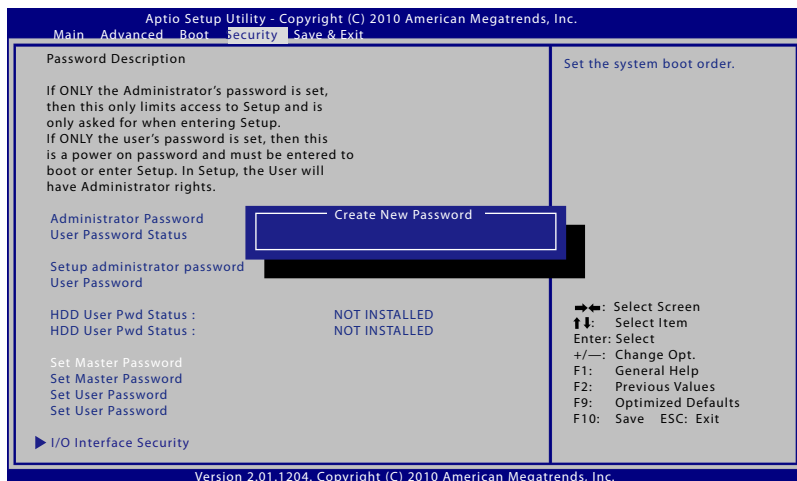 Aptio Setup Utility - Copyright (C) 2010 American Megatrends, Inc.
Main Advanced Boot Security Save & Exit
Password Description
If ONLY the Administrator's password is set,
then this only limits access to Setup and is
only asked for when entering Setup.
If ONLY the user's password is set, then this
is a power on password and must be entered to
boot or enter Setup. In Setup, the User will
have Administrator rights.
Administrator Password
User Password Status
Create New Password
Setup administrator password
User Password
HDD User Pwd Status : NOT INSTALLED
HDD User Pwd Status : NOT INSTALLED
Set Master Password
Set Master Password
Set User Password
Set User Password
I/O Interface Security
Set the system boot order.
➡⬅: Select Screen
⬆⬇: Select Item
Enter: Select
+/—: Change Opt.
F1: General Help
F2: Previous Values
F9: Optimized Defaults
F10: Save ESC: Exit
Version 2.01.1204. Copyright (C) 2010 American Megatrends, Inc.